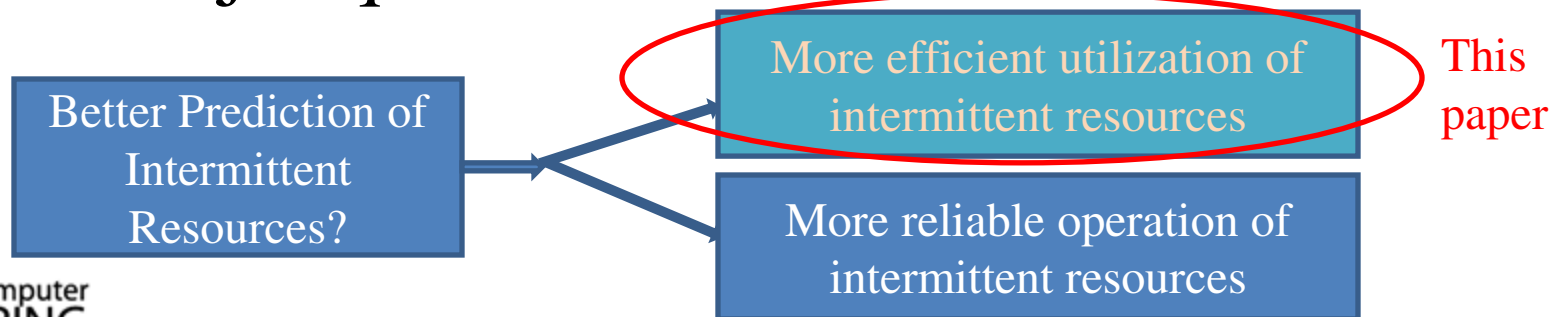 Better Prediction of
Intermittent
Resources?
More efficient utilization of
intermittent resources
This
paper
More reliable operation of
intermittent resources